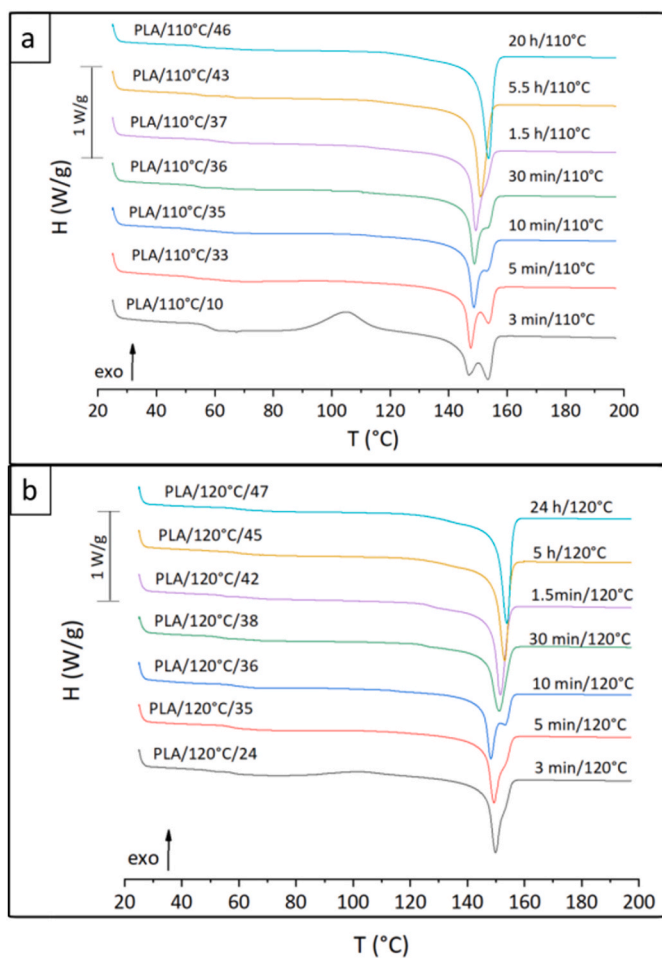 a
PLA/110°C/46 20 h/110°C
PLA/110°C/43 5.5 h/110°C
1 W/g
PLA/110°C/37 1.5 h/110°C
PLA/110°C/36 30 min/110°C
H (W/g)
PLA/110°C/35 10 min/110°C
PLA/110°C/33 5 min/110°C
PLA/110°C/10 3 min/110°C
exo
20 40 60 80 100 120 140 160 180 200
T (°C)
b
PLA/120°C/47 24 h/120°C
PLA/120°C/45 5 h/120°C
1 W/g
PLA/120°C/42 1.5min/120°C
PLA/120°C/38 30 min/120°C
H (W/g)
PLA/120°C/36 10 min/120°C
PLA/120°C/35 5 min/120°C
PLA/120°C/24 3 min/120°C
exo
20 40 60 80 100 120 140 160 180 200
T (°C)